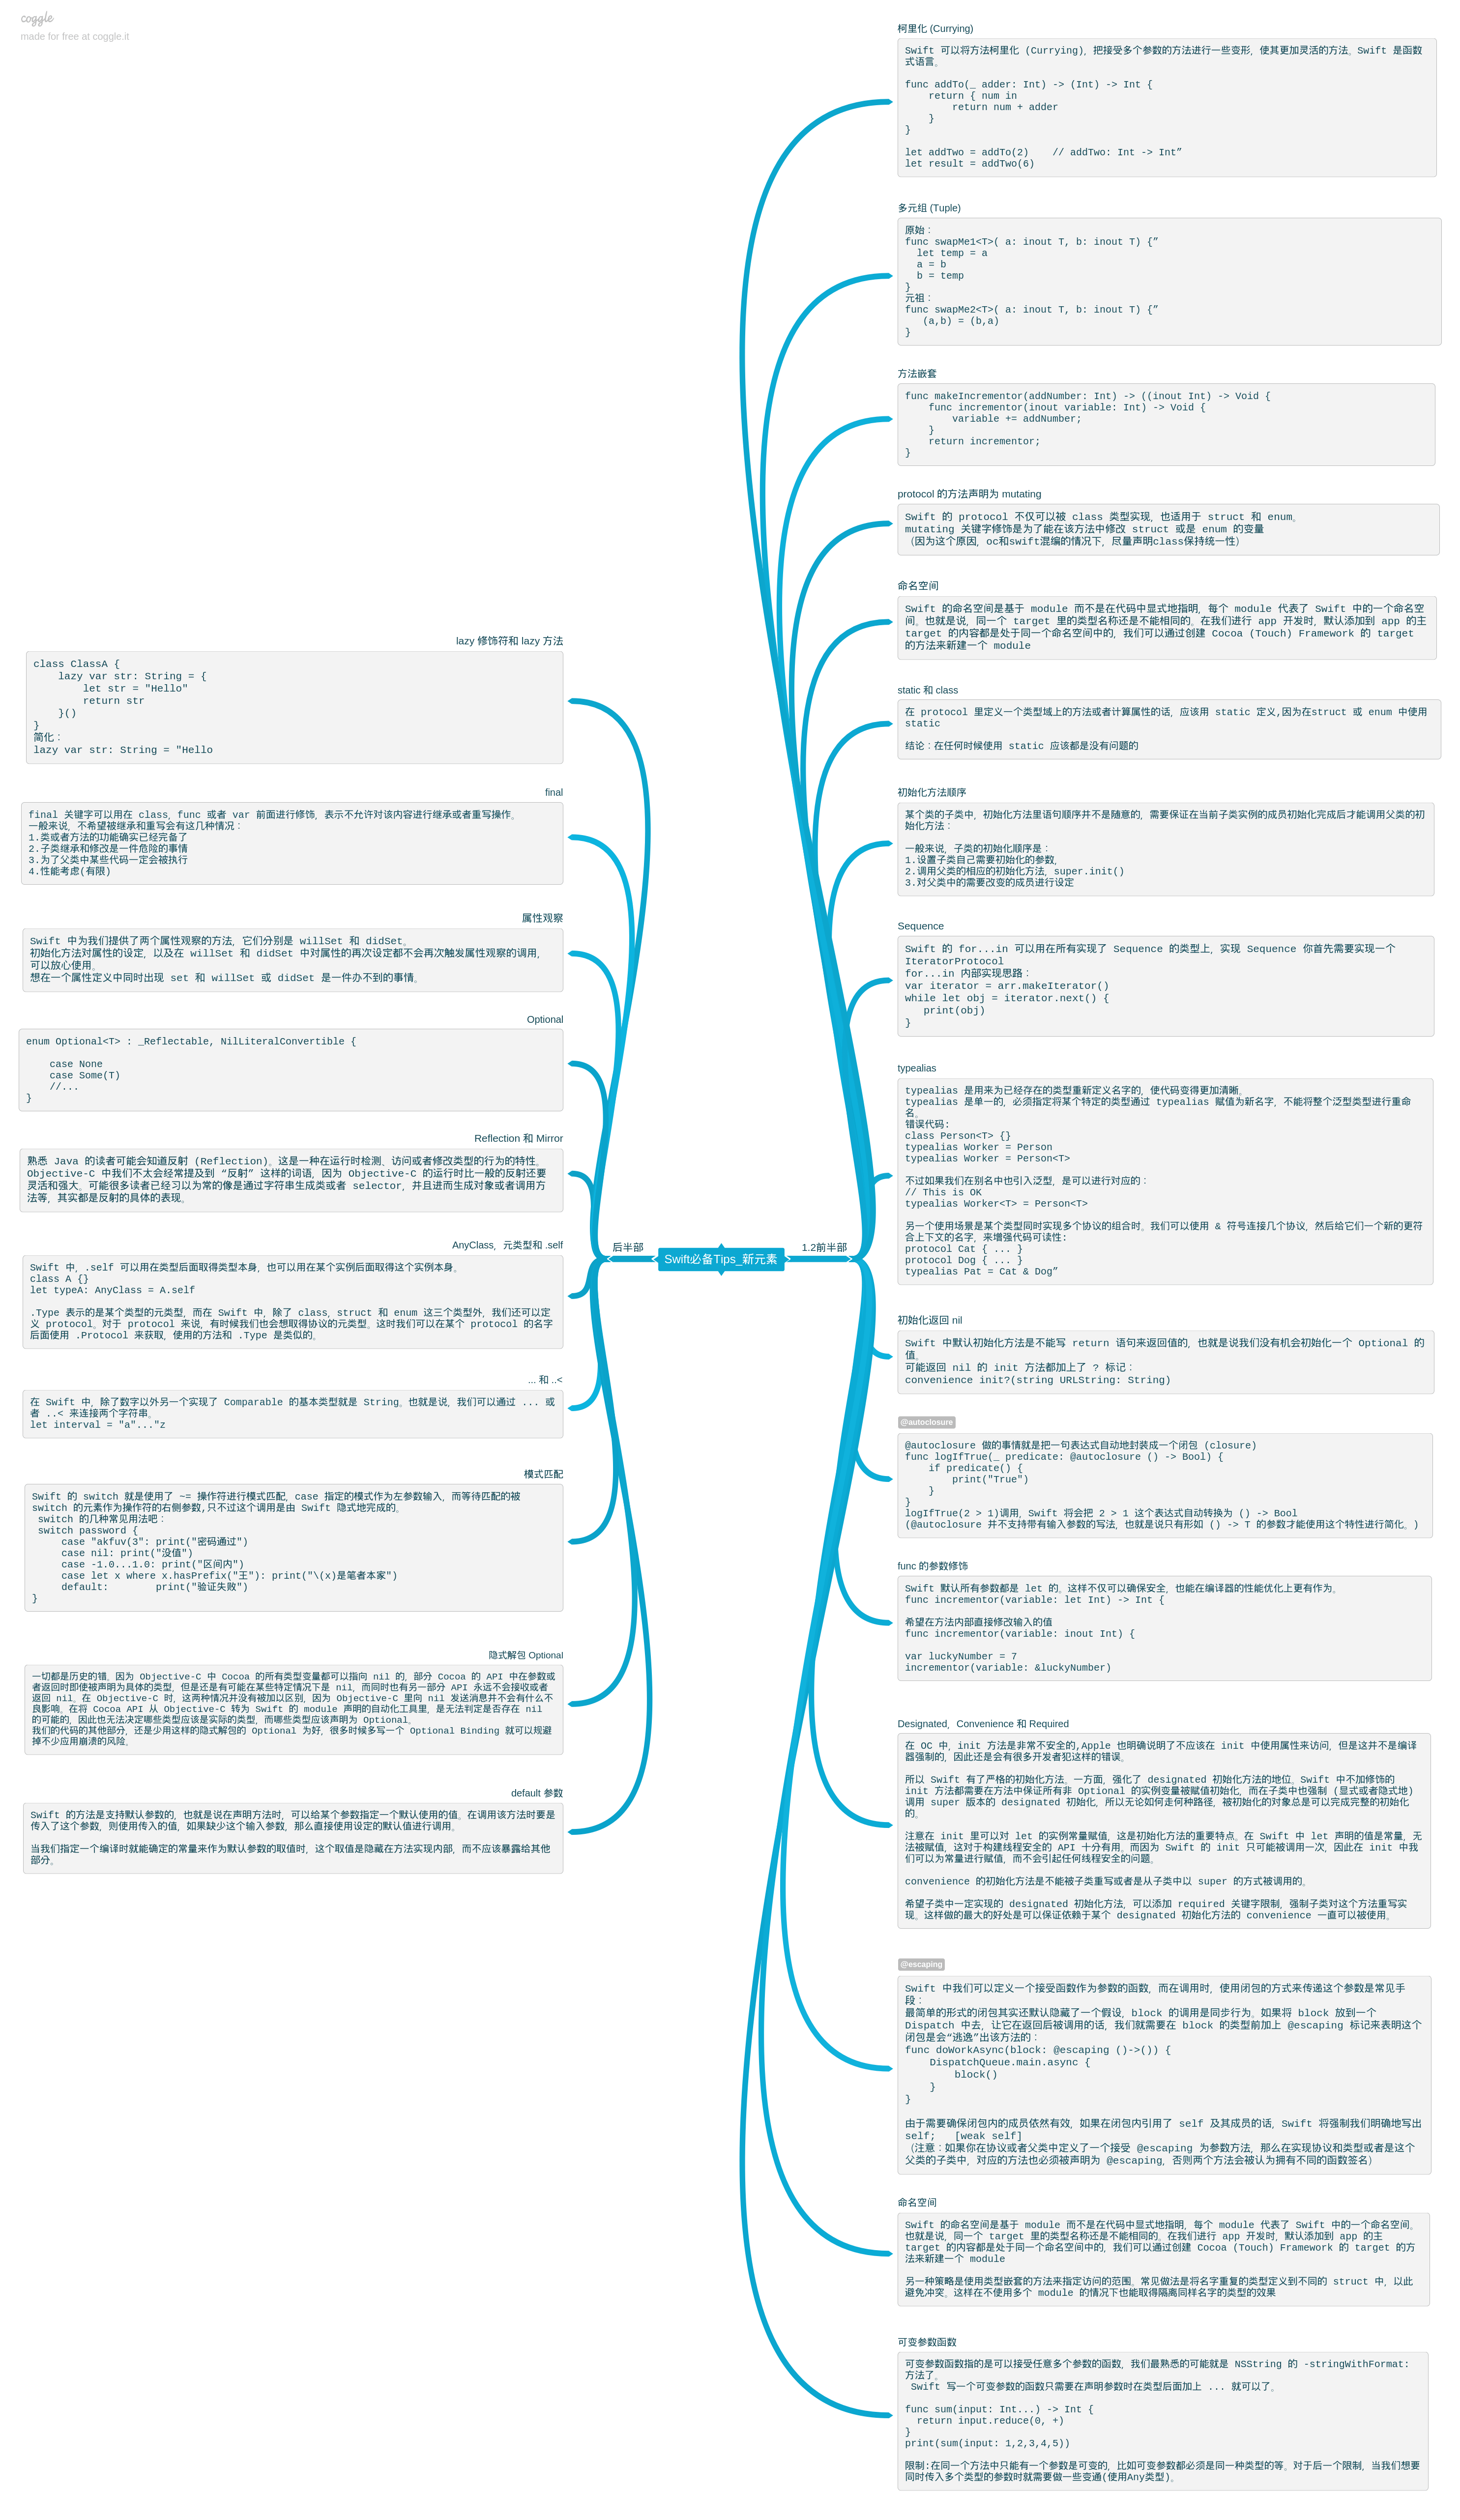 coggle
made for free at coggle.it
柯里化 (Currying)
Swift 可以将方法柯里化 (Currying)，把接受多个参数的方法进行一些变形，使其更加灵活的方法。Swift 是函数
式语言。
func addTo(_ adder: Int) -> (Int) -> Int {
    return { num in
        return num + adder
    }
}
let addTwo = addTo(2)    // addTwo: Int -> Int”
let result = addTwo(6)
多元组 (Tuple)
原始：
func swapMe1<T>( a: inout T, b: inout T) {”
  let temp = a
  a = b
  b = temp
}
元祖：
func swapMe2<T>( a: inout T, b: inout T) {”
   (a,b) = (b,a)
}
方法嵌套
func makeIncrementor(addNumber: Int) -> ((inout Int) -> Void {
    func incrementor(inout variable: Int) -> Void {
        variable += addNumber;
    }
    return incrementor;
}
protocol 的方法声明为 mutating
Swift 的 protocol 不仅可以被 class 类型实现，也适用于 struct 和 enum。
mutating 关键字修饰是为了能在该方法中修改 struct 或是 enum 的变量
（因为这个原因，oc和swift混编的情况下，尽量声明class保持统一性）
命名空间
Swift 的命名空间是基于 module 而不是在代码中显式地指明，每个 module 代表了 Swift 中的一个命名空
间。也就是说，同一个 target 里的类型名称还是不能相同的。在我们进行 app 开发时，默认添加到 app 的主
target 的内容都是处于同一个命名空间中的，我们可以通过创建 Cocoa (Touch) Framework 的 target
的方法来新建一个 module
static 和 class
在 protocol 里定义一个类型域上的方法或者计算属性的话，应该用 static 定义,因为在struct 或 enum 中使用
static
结论：在任何时候使用 static 应该都是没有问题的
初始化方法顺序
某个类的子类中，初始化方法里语句顺序并不是随意的，需要保证在当前子类实例的成员初始化完成后才能调用父类的初
始化方法：
一般来说，子类的初始化顺序是：
1.设置子类自己需要初始化的参数，
2.调用父类的相应的初始化方法，super.init()
3.对父类中的需要改变的成员进行设定
Sequence
Swift 的 for...in 可以用在所有实现了 Sequence 的类型上，实现 Sequence 你首先需要实现一个
IteratorProtocol
for...in 内部实现思路：
var iterator = arr.makeIterator()
while let obj = iterator.next() {
   print(obj)
}
typealias
typealias 是用来为已经存在的类型重新定义名字的，使代码变得更加清晰。
typealias 是单一的，必须指定将某个特定的类型通过 typealias 赋值为新名字，不能将整个泛型类型进行重命
名。
错误代码:
class Person<T> {}
typealias Worker = Person
typealias Worker = Person<T>
不过如果我们在别名中也引入泛型，是可以进行对应的：
// This is OK
typealias Worker<T> = Person<T>
另一个使用场景是某个类型同时实现多个协议的组合时。我们可以使用 & 符号连接几个协议，然后给它们一个新的更符
合上下文的名字，来增强代码可读性:
protocol Cat { ... }
protocol Dog { ... }
typealias Pat = Cat & Dog”
初始化返回 nil
Swift 中默认初始化方法是不能写 return 语句来返回值的，也就是说我们没有机会初始化一个 Optional 的
值。
可能返回 nil 的 init 方法都加上了 ? 标记：
convenience init?(string URLString: String)
@autoclosure
@autoclosure 做的事情就是把一句表达式自动地封装成一个闭包 (closure)
func logIfTrue(_ predicate: @autoclosure () -> Bool) {
    if predicate() {
        print("True")
    }
}
logIfTrue(2 > 1)调用，Swift 将会把 2 > 1 这个表达式自动转换为 () -> Bool
(@autoclosure 并不支持带有输入参数的写法，也就是说只有形如 () -> T 的参数才能使用这个特性进行简化。)
func 的参数修饰
Swift 默认所有参数都是 let 的。这样不仅可以确保安全，也能在编译器的性能优化上更有作为。
func incrementor(variable: let Int) -> Int {
希望在方法内部直接修改输入的值
func incrementor(variable: inout Int) {
var luckyNumber = 7
incrementor(variable: &luckyNumber)
Designated，Convenience 和 Required
在 OC 中，init 方法是非常不安全的,Apple 也明确说明了不应该在 init 中使用属性来访问，但是这并不是编译
器强制的，因此还是会有很多开发者犯这样的错误。
所以 Swift 有了严格的初始化方法。一方面，强化了 designated 初始化方法的地位。Swift 中不加修饰的
init 方法都需要在方法中保证所有非 Optional 的实例变量被赋值初始化，而在子类中也强制 (显式或者隐式地)
调用 super 版本的 designated 初始化，所以无论如何走何种路径，被初始化的对象总是可以完成完整的初始化
的。
注意在 init 里可以对 let 的实例常量赋值，这是初始化方法的重要特点。在 Swift 中 let 声明的值是常量，无
法被赋值，这对于构建线程安全的 API 十分有用。而因为 Swift 的 init 只可能被调用一次，因此在 init 中我
们可以为常量进行赋值，而不会引起任何线程安全的问题。
convenience 的初始化方法是不能被子类重写或者是从子类中以 super 的方式被调用的。
希望子类中一定实现的 designated 初始化方法，可以添加 required 关键字限制，强制子类对这个方法重写实
现。这样做的最大的好处是可以保证依赖于某个 designated 初始化方法的 convenience 一直可以被使用。
@escaping
Swift 中我们可以定义一个接受函数作为参数的函数，而在调用时，使用闭包的方式来传递这个参数是常见手
段：
最简单的形式的闭包其实还默认隐藏了一个假设，block 的调用是同步行为。如果将 block 放到一个
Dispatch 中去，让它在返回后被调用的话，我们就需要在 block 的类型前加上 @escaping 标记来表明这个
闭包是会“逃逸”出该方法的：
func doWorkAsync(block: @escaping ()->()) {
    DispatchQueue.main.async {
        block()
    }
}
由于需要确保闭包内的成员依然有效，如果在闭包内引用了 self 及其成员的话，Swift 将强制我们明确地写出
self;   [weak self]
（注意：如果你在协议或者父类中定义了一个接受 @escaping 为参数方法，那么在实现协议和类型或者是这个
父类的子类中，对应的方法也必须被声明为 @escaping，否则两个方法会被认为拥有不同的函数签名）
命名空间
Swift 的命名空间是基于 module 而不是在代码中显式地指明，每个 module 代表了 Swift 中的一个命名空间。
也就是说，同一个 target 里的类型名称还是不能相同的。在我们进行 app 开发时，默认添加到 app 的主
target 的内容都是处于同一个命名空间中的，我们可以通过创建 Cocoa (Touch) Framework 的 target 的方
法来新建一个 module
另一种策略是使用类型嵌套的方法来指定访问的范围。常见做法是将名字重复的类型定义到不同的 struct 中，以此
避免冲突。这样在不使用多个 module 的情况下也能取得隔离同样名字的类型的效果
可变参数函数
可变参数函数指的是可以接受任意多个参数的函数，我们最熟悉的可能就是 NSString 的 -stringWithFormat:
方法了。
 Swift 写一个可变参数的函数只需要在声明参数时在类型后面加上 ... 就可以了。
func sum(input: Int...) -> Int {
  return input.reduce(0, +)
}
print(sum(input: 1,2,3,4,5))
限制:在同一个方法中只能有一个参数是可变的，比如可变参数都必须是同一种类型的等。对于后一个限制，当我们想要
同时传入多个类型的参数时就需要做一些变通(使用Any类型)。
1.2前半部
Swift必备Tips_新元素
后半部
lazy 修饰符和 lazy 方法
class ClassA {
    lazy var str: String = {
        let str = "Hello"
        return str
    }()
}
简化：
lazy var str: String = "Hello
final
final 关键字可以用在 class，func 或者 var 前面进行修饰，表示不允许对该内容进行继承或者重写操作。
一般来说，不希望被继承和重写会有这几种情况：
1.类或者方法的功能确实已经完备了
2.子类继承和修改是一件危险的事情
3.为了父类中某些代码一定会被执行
4.性能考虑(有限)
属性观察
Swift 中为我们提供了两个属性观察的方法，它们分别是 willSet 和 didSet。
初始化方法对属性的设定，以及在 willSet 和 didSet 中对属性的再次设定都不会再次触发属性观察的调用，
可以放心使用。
想在一个属性定义中同时出现 set 和 willSet 或 didSet 是一件办不到的事情。
Optional
enum Optional<T> : _Reflectable, NilLiteralConvertible {
    case None
    case Some(T)
    //...
}
Reflection 和 Mirror
熟悉 Java 的读者可能会知道反射 (Reflection)。这是一种在运行时检测、访问或者修改类型的行为的特性。
Objective-C 中我们不太会经常提及到 “反射” 这样的词语，因为 Objective-C 的运行时比一般的反射还要
灵活和强大。可能很多读者已经习以为常的像是通过字符串生成类或者 selector，并且进而生成对象或者调用方
法等，其实都是反射的具体的表现。
AnyClass，元类型和 .self
Swift 中，.self 可以用在类型后面取得类型本身，也可以用在某个实例后面取得这个实例本身。
class A {}
let typeA: AnyClass = A.self
.Type 表示的是某个类型的元类型，而在 Swift 中，除了 class，struct 和 enum 这三个类型外，我们还可以定
义 protocol。对于 protocol 来说，有时候我们也会想取得协议的元类型。这时我们可以在某个 protocol 的名字
后面使用 .Protocol 来获取，使用的方法和 .Type 是类似的。
... 和 ..<
在 Swift 中，除了数字以外另一个实现了 Comparable 的基本类型就是 String。也就是说，我们可以通过 ... 或
者 ..< 来连接两个字符串。
let interval = "a"..."z
模式匹配
Swift 的 switch 就是使用了 ~= 操作符进行模式匹配，case 指定的模式作为左参数输入，而等待匹配的被
switch 的元素作为操作符的右侧参数,只不过这个调用是由 Swift 隐式地完成的。
 switch 的几种常见用法吧：
 switch password {
     case "akfuv(3": print("密码通过")
     case nil: print("没值")
     case -1.0...1.0: print("区间内")
     case let x where x.hasPrefix("王"): print("\(x)是笔者本家")
     default:        print("验证失败")
}
隐式解包 Optional
一切都是历史的错。因为 Objective-C 中 Cocoa 的所有类型变量都可以指向 nil 的，部分 Cocoa 的 API 中在参数或
者返回时即使被声明为具体的类型，但是还是有可能在某些特定情况下是 nil，而同时也有另一部分 API 永远不会接收或者
返回 nil。在 Objective-C 时，这两种情况并没有被加以区别，因为 Objective-C 里向 nil 发送消息并不会有什么不
良影响。在将 Cocoa API 从 Objective-C 转为 Swift 的 module 声明的自动化工具里，是无法判定是否存在 nil
的可能的，因此也无法决定哪些类型应该是实际的类型，而哪些类型应该声明为 Optional。
我们的代码的其他部分，还是少用这样的隐式解包的 Optional 为好，很多时候多写一个 Optional Binding 就可以规避
掉不少应用崩溃的风险。
default 参数
Swift 的方法是支持默认参数的，也就是说在声明方法时，可以给某个参数指定一个默认使用的值。在调用该方法时要是
传入了这个参数，则使用传入的值，如果缺少这个输入参数，那么直接使用设定的默认值进行调用。
当我们指定一个编译时就能确定的常量来作为默认参数的取值时，这个取值是隐藏在方法实现内部，而不应该暴露给其他
部分。